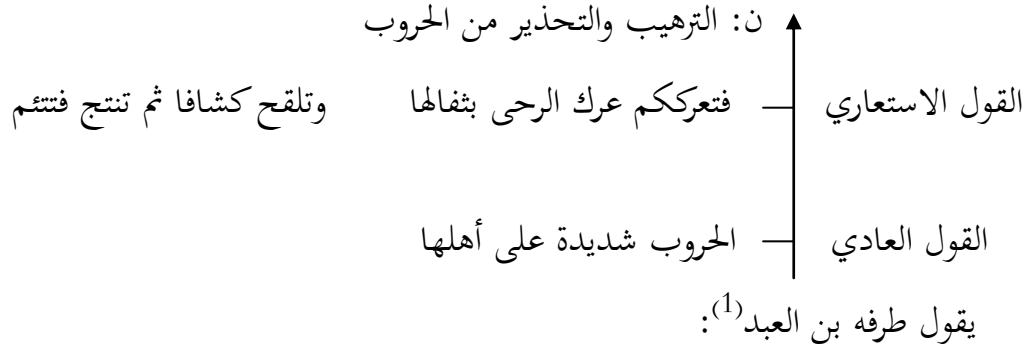 ن: الترهيب والتحذير من الحروب
القول الاستعاري فتعرككم عرك الرحى بثفالها وتلقح كشافا ثم تنتج فتتئم
القول العادي الحروب شديدة على أهلها
يقول طرفه بن العبد(1):